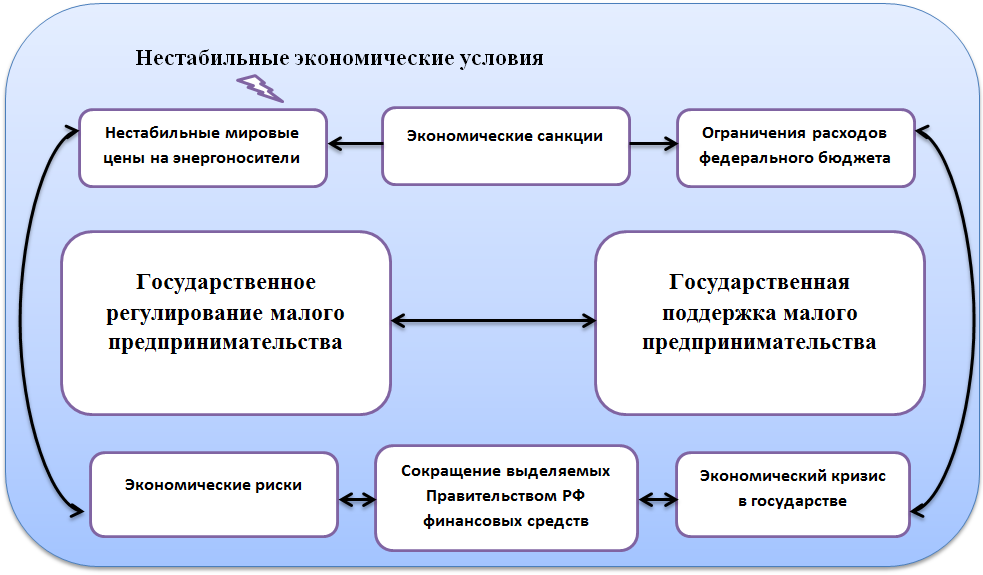 Нестабильные экономические условия
Нестабильные мировые
цены на энергоносители
Экономические санкции
Ограничения расходов
федерального бюджета
Государственное
регулирование малого
предпринимательства
Государственная
поддержка малого
предпринимательства
Экономические риски
Сокращение выделяемых
Правительством РФ
финансовых средств
Экономический кризис
в государстве